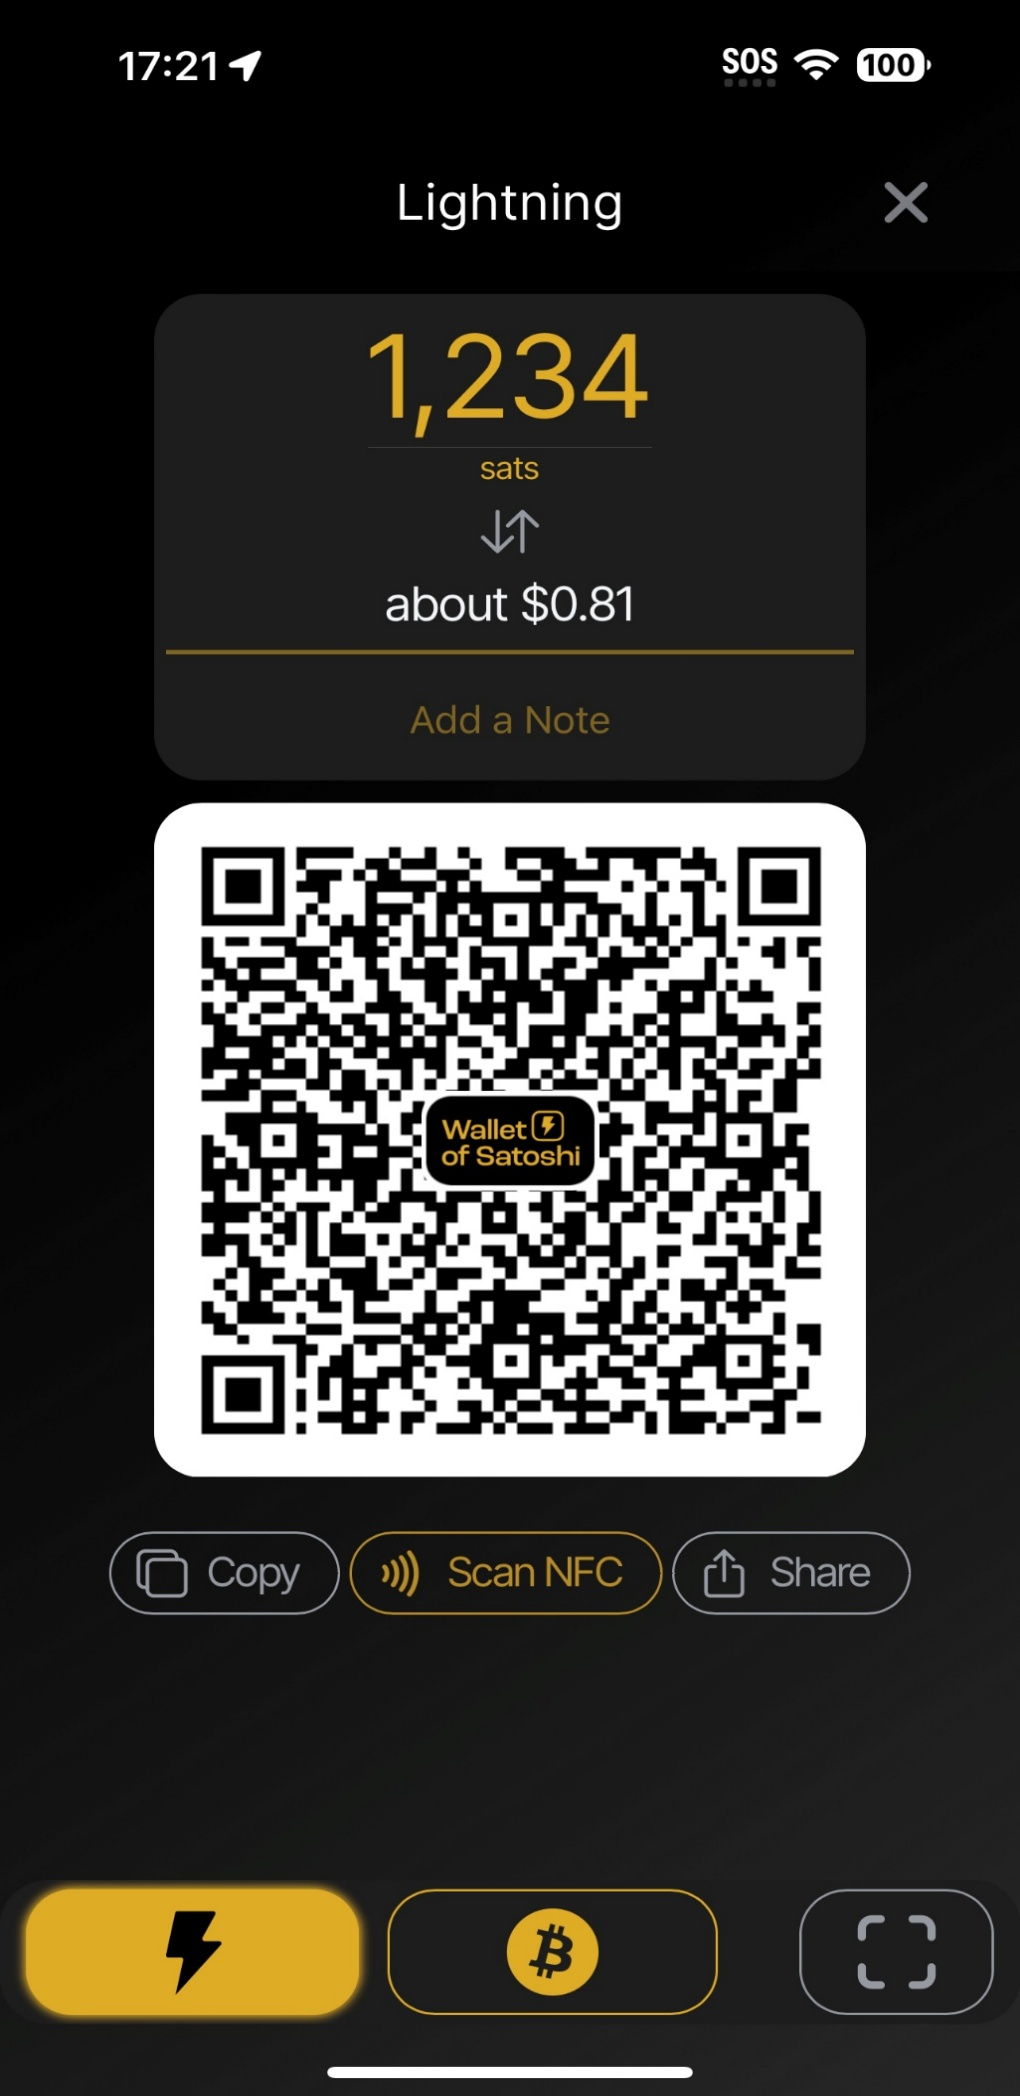 17:21
SOS
100
Lightning
1,234
sats
about $0.81
Add a Note
Wallet
of Satoshi
Copy
Scan NFC
Share